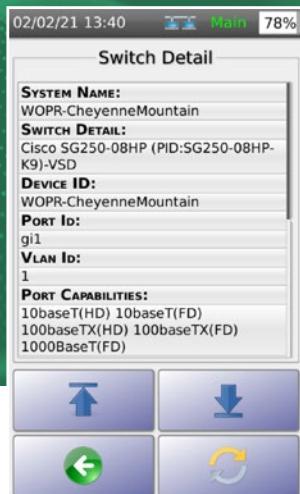 02/02/21 13:40 Main 78%
Switch Detail
SYSTEM NAME:
WOPR-CheyenneMountain
SWITCH DETAIL:
Cisco SG250-08HP (PID:SG250-08HP-
K9)-VSD
DEVICE ID:
WOPR-CheyenneMountain
PORT ID:
gi1
VLAN ID:
1
PORT CAPABILITIES:
10baseT(HD) 10baseT(FD)
100baseTX(HD) 100baseTX(FD)
1000BaseT(FD)